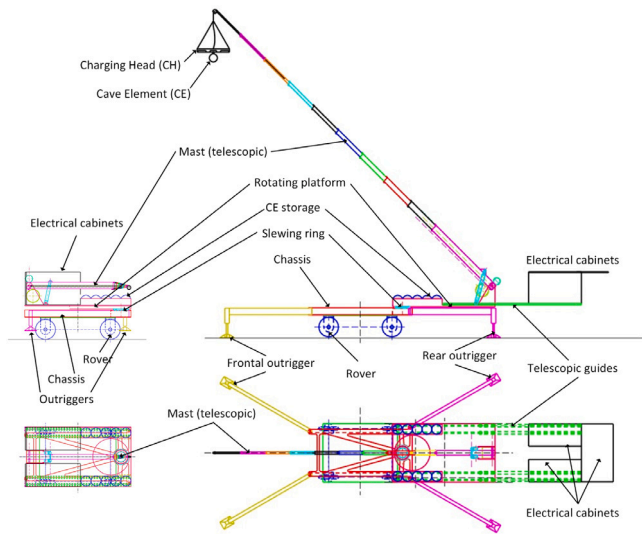 Charging Head (CH)
Cave Element (CE)
Mast (telescopic)
Rotating platform
CE storage
Electrical cabinets
Slewing ring
Chassis
Electrical cabinets
Rover
Chassis
Outriggers
Frontal outrigger
Rover
Rear outrigger
Telescopic guides
Mast (telescopic)
Electrical cabinets